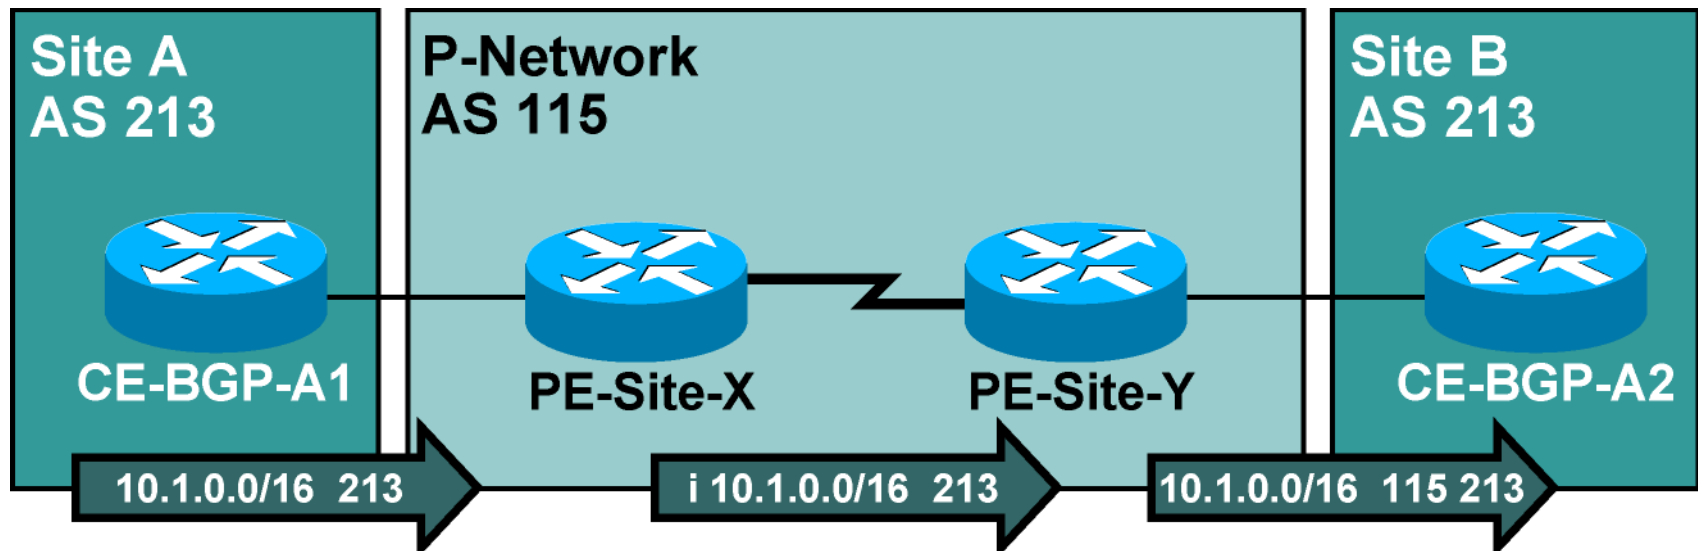 Site A
AS 213
P-Network
AS 115
Site B
AS 213
CE-BGP-A1
PE-Site-X
PE-Site-Y
CE-BGP-A2
10.1.0.0/16 213
i 10.1.0.0/16 213
10.1.0.0/16 115 213